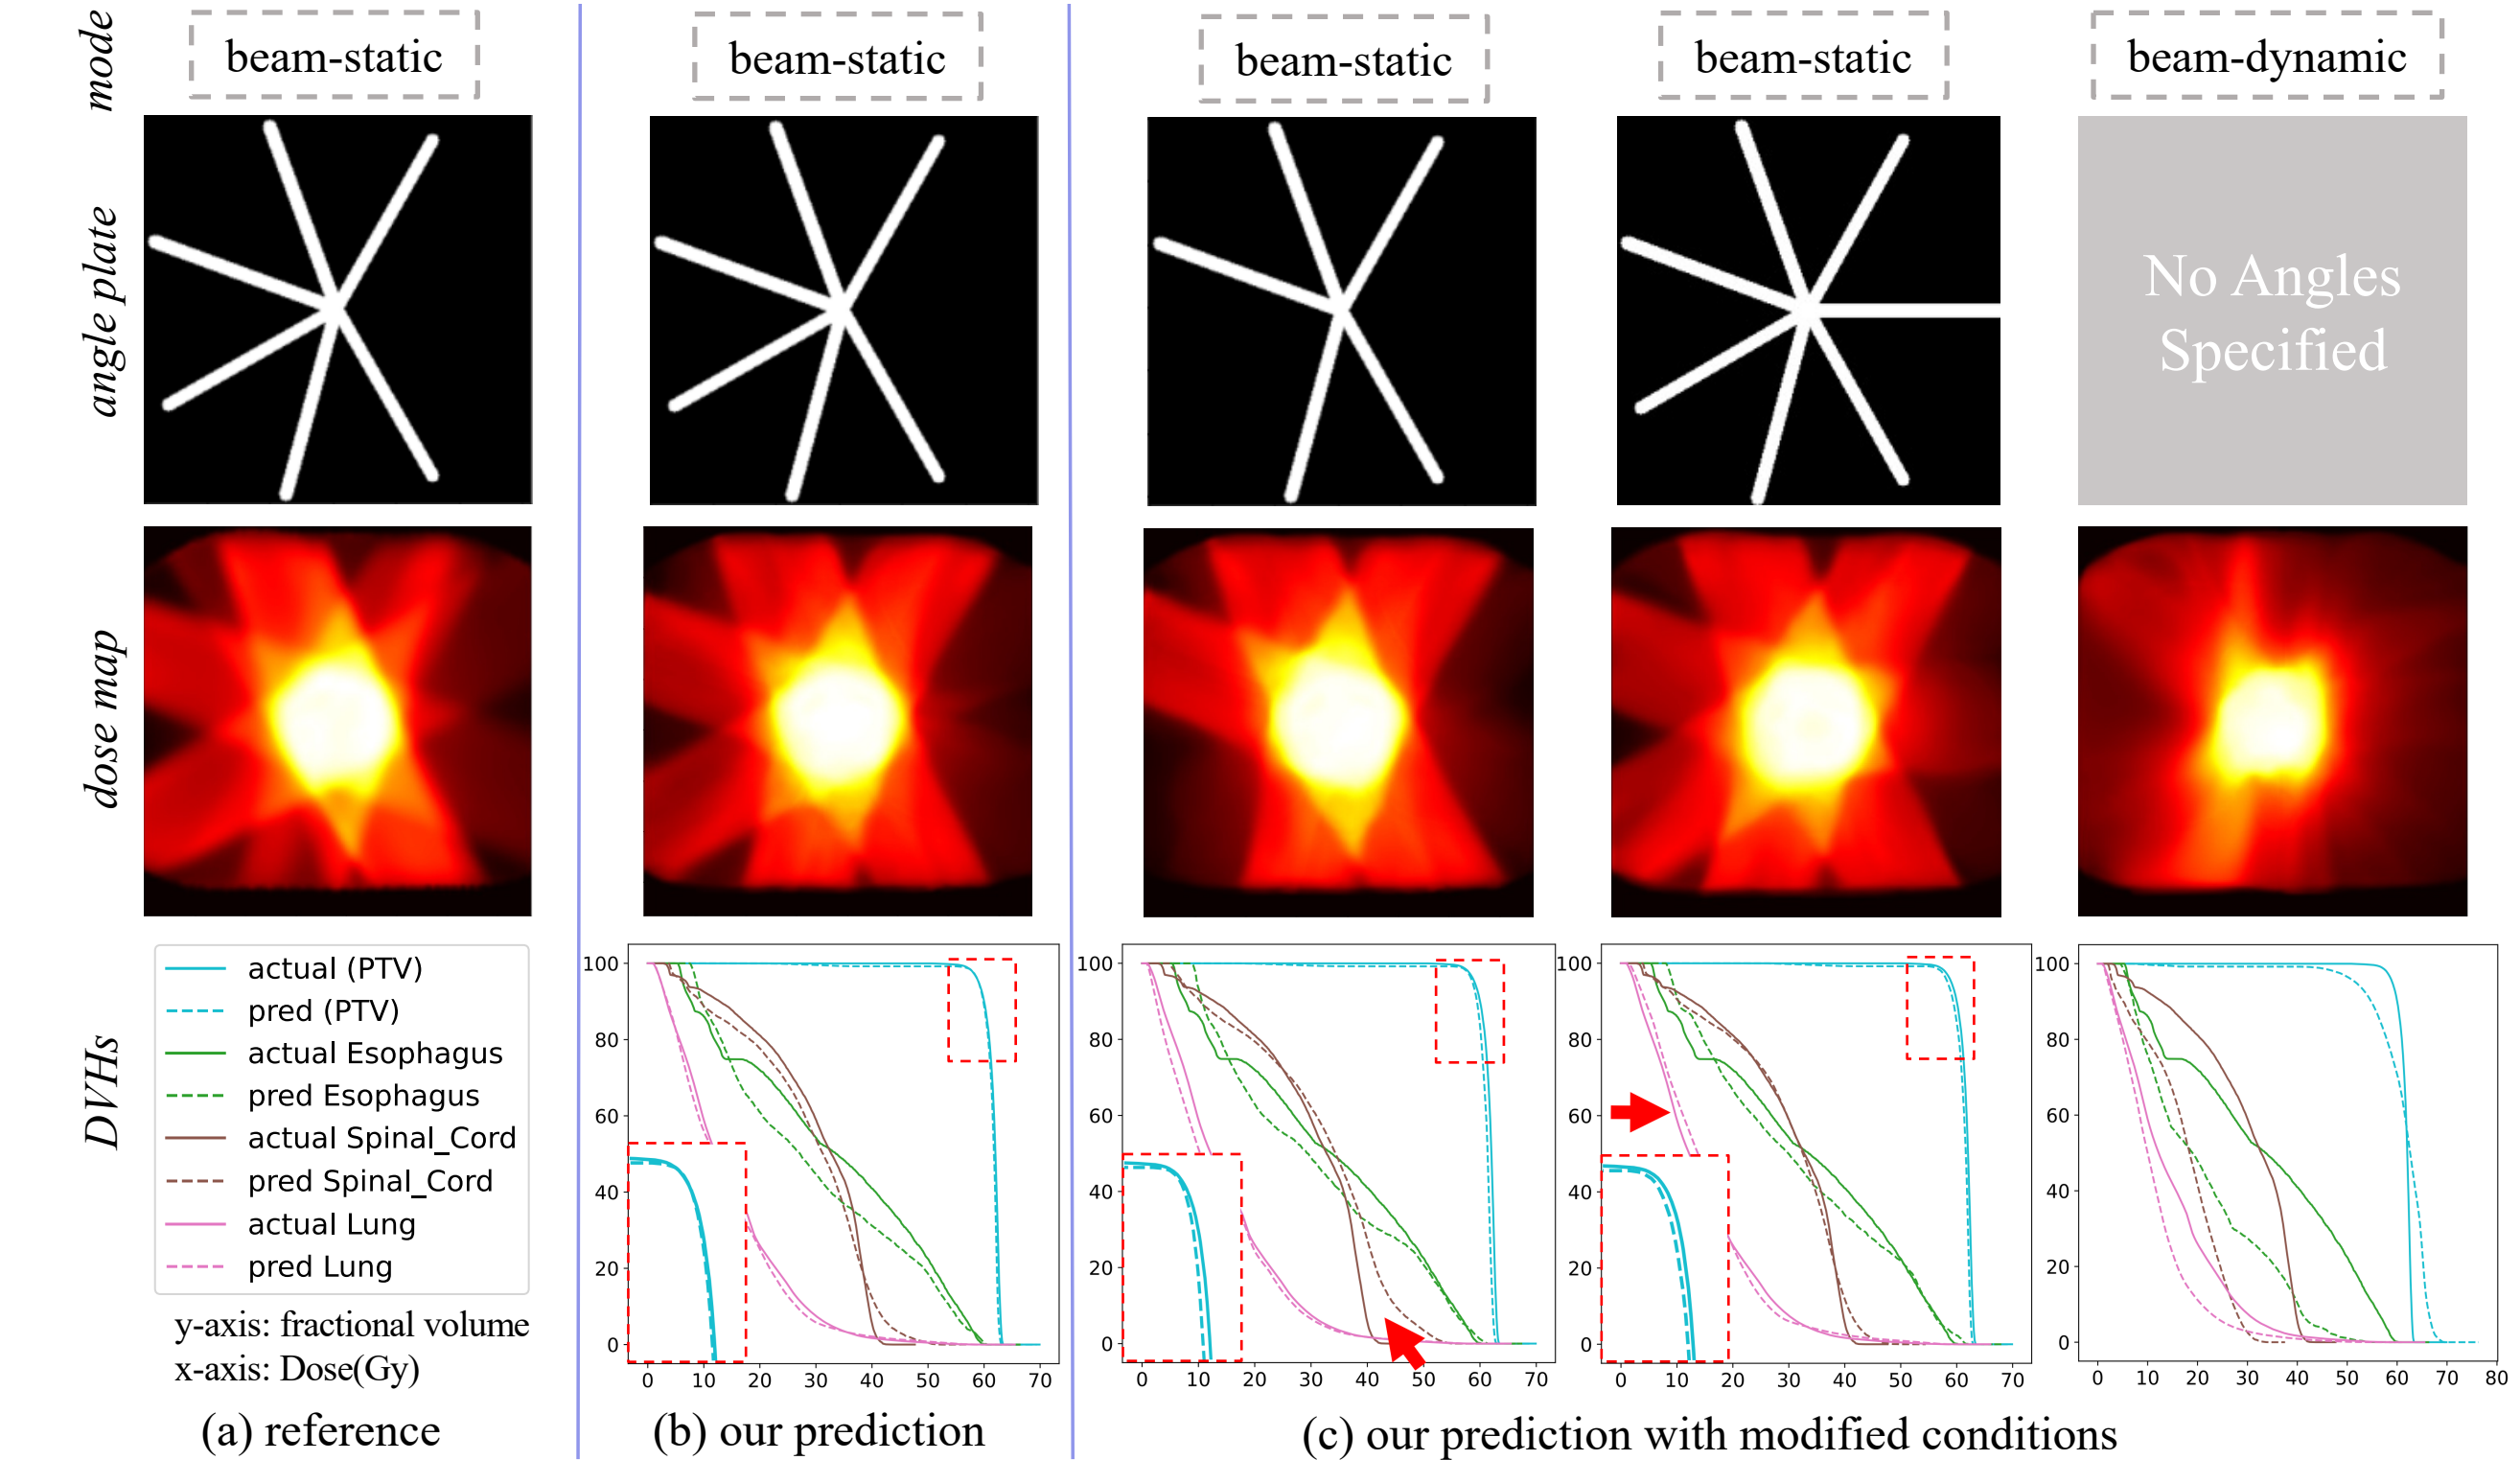 mode
beam-static
beam-static
beam-static
beam-static
beam-dynamic
angle plate
No Angles
Specified
dose map
DVHs
actual (PTV)
pred (PTV)
actual Esophagus
pred Esophagus
actual Spinal_Cord
pred Spinal_Cord
actual Lung
pred Lung
y-axis: fractional volume
x-axis: Dose(Gy)
100
80
60
40
20
0
0 10 20 30 40 50 60 70
100
80
60
40
20
0
0 10 20 30 40 50 60 70
100
80
60
40
20
0
0 10 20 30 40 50 60 70
100
80
60
40
20
0
0 10 20 30 40 50 60 70 80
(a) reference
(b) our prediction
(c) our prediction with modified conditions